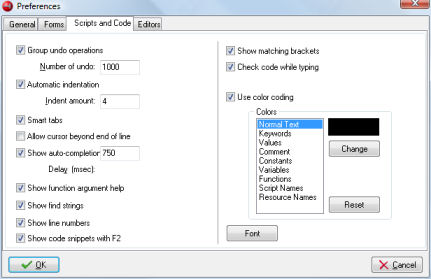 Preferences
General Forms Scripts and Code Editors
Group undo operations
Number of undo: 1000
Automatic indentation
Indent amount: 4
Smart tabs
Allow cursor beyond end of line
Show auto-completion 750
Delay (msec):
Show function argument help
Show find strings
Show line numbers
Show code snippets with F2
Show matching brackets
Check code while typing
Use color coding
Colors
Normal Text
Keywords
Values
Comment
Constants
Variables
Functions
Script Names
Resource Names
Change
Reset
Font
OK
Cancel